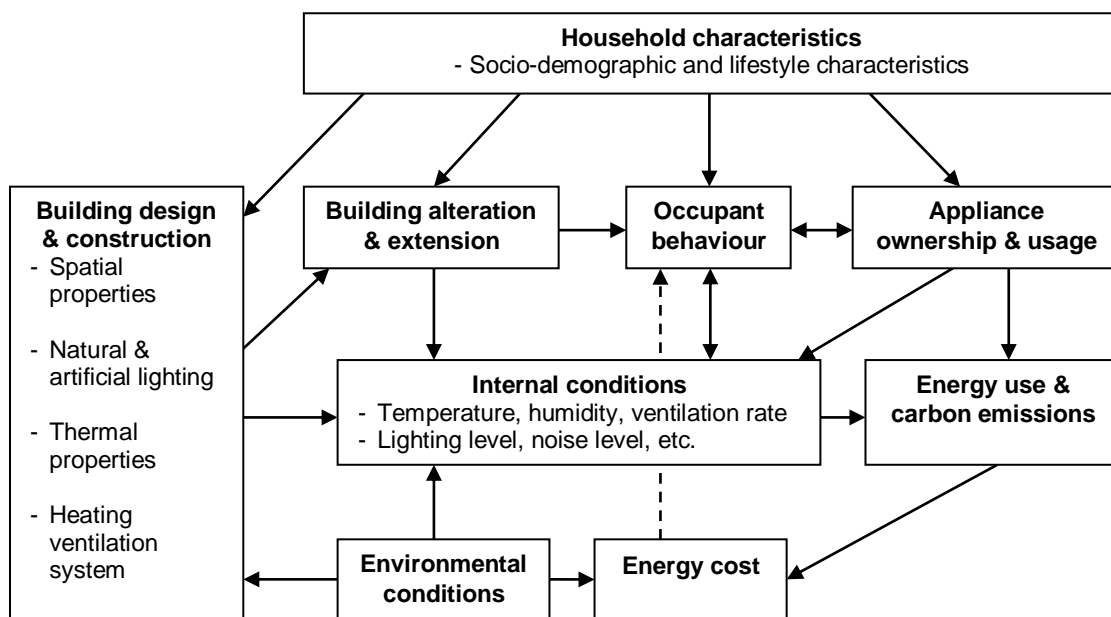 Household characteristics
- Socio-demographic and lifestyle characteristics
Building design
& construction
- Spatial
properties
- Natural &
artificial lighting
- Thermal
properties
- Heating
ventilation
system
Building alteration
& extension
Occupant
behaviour
Appliance
ownership & usage
Internal conditions
- Temperature, humidity, ventilation rate
- Lighting level, noise level, etc.
Energy use &
carbon emissions
Environmental
conditions
Energy cost